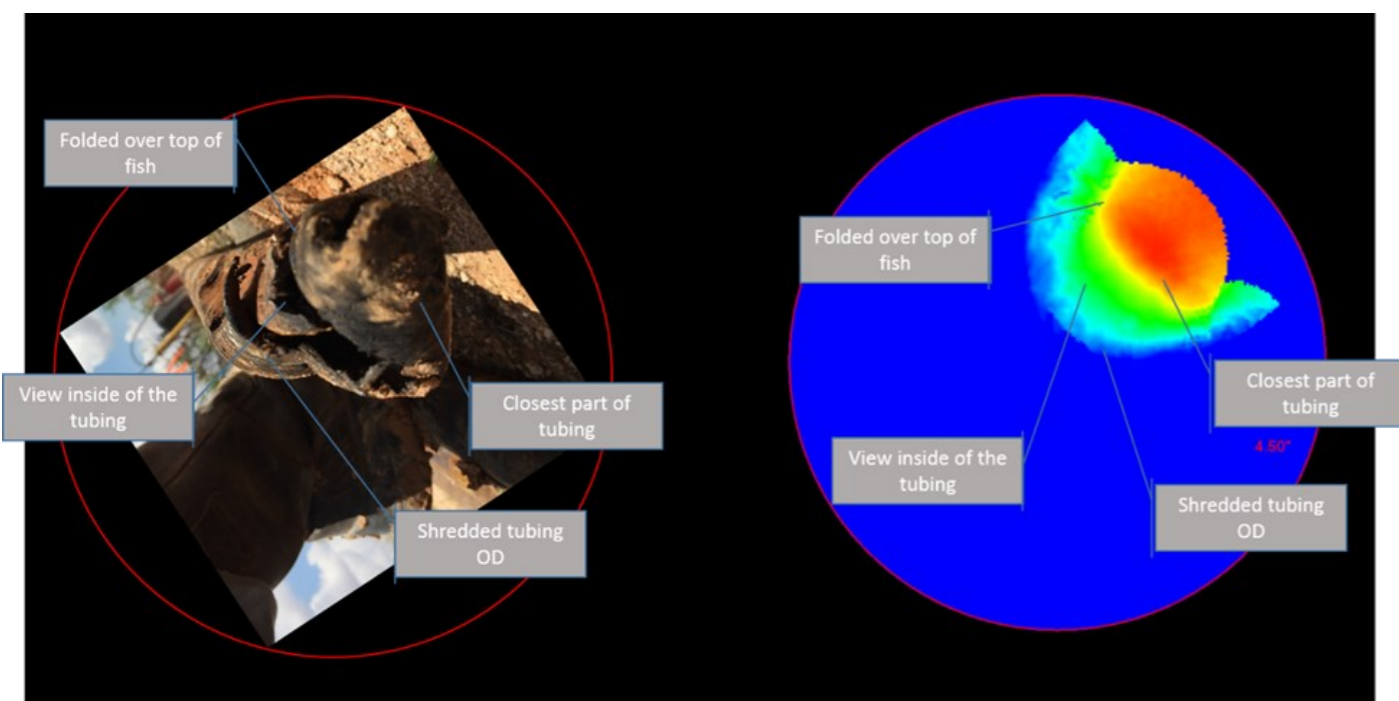 Folded over top of
fish
View inside of the
tubing
Closest part of
tubing
Shredded tubing
OD
Folded over top of
fish
Closest part of
tubing
4.50"
View inside of the
tubing
Shredded tubing
OD